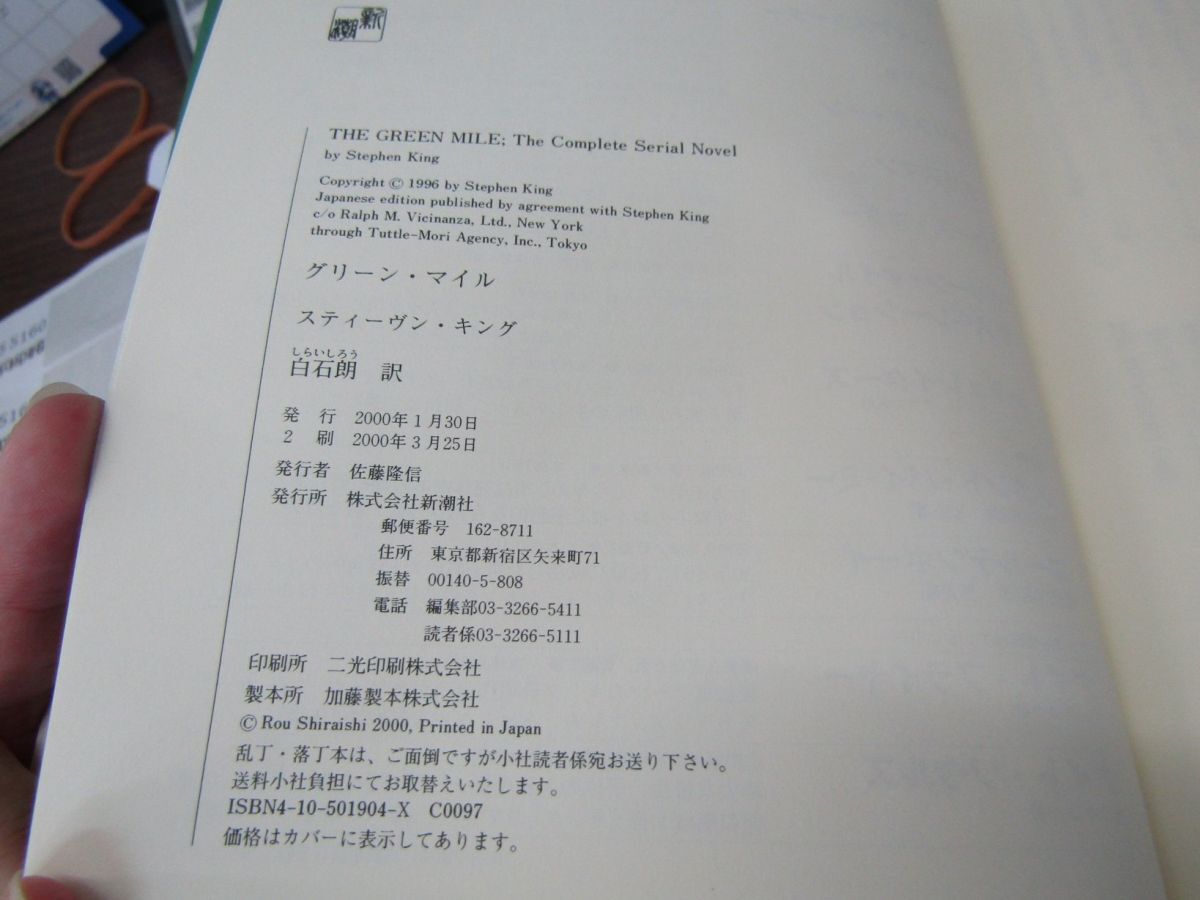 新潮
THE GREEN MILE; The Complete Serial Novel
by Stephen King
Copyright © 1996 by Stephen King
Japanese edition published by agreement with Stephen King
c/o Ralph M. Vicinanza, Ltd., New York
through Tuttle-Mori Agency, Inc., Tokyo
グリーン・マイル
スティーヴン・キング
しらいしろう
白石朗 訳
発 行 2000年1月30日
2 刷 2000年3月25日
発行者 佐藤隆信
発行所 株式会社新潮社
郵便番号 162-8711
住所 東京都新宿区矢来町71
振替 00140-5-808
電話 編集部03-3266-5411
読者係03-3266-5111
印刷所 二光印刷株式会社
製本所 加藤製本株式会社
© Rou Shiraishi 2000, Printed in Japan
乱丁・落丁本は、ご面倒ですが小社読者係宛お送り下さい。
送料小社負担にてお取替えいたします。
ISBN4-10-501904-X C0097
価格はカバーに表示してあります。